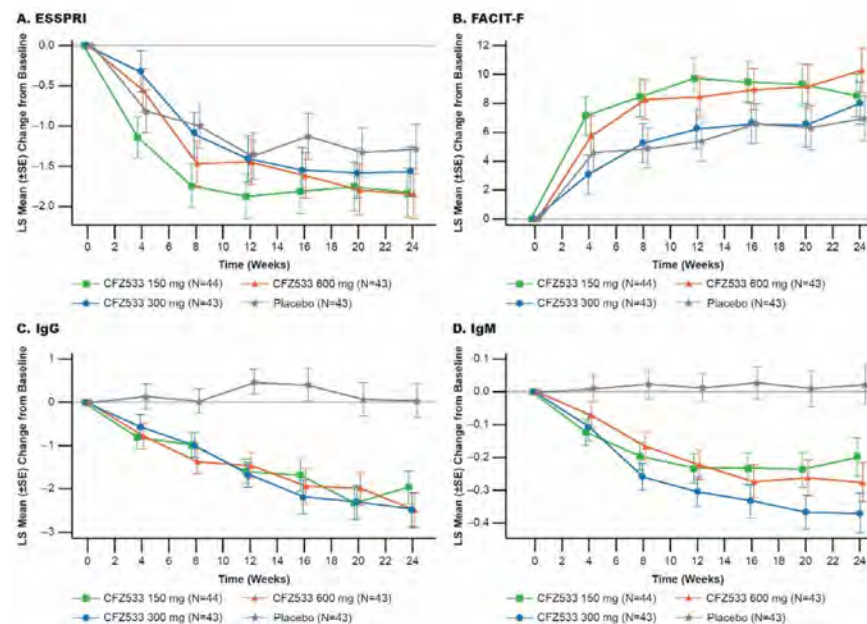 A. ESSPRI
B. FACIT-F
LS Mean (±SE) Change from Baseline
0.0
−0.5
−1.0
−1.5
−2.0
0 2 4 6 8 10 12 14 16 18 20 22 24
Time (Weeks)
CFZ533 150 mg (N=44) CFZ533 600 mg (N=43)
CFZ533 300 mg (N=43) Placebo (N=43)
LS Mean (±SE) Change from Baseline
12
10
8
6
4
2
0
0 2 4 6 8 10 12 14 16 18 20 22 24
Time (Weeks)
CFZ533 150 mg (N=44) CFZ533 600 mg (N=43)
CFZ533 300 mg (N=43) Placebo (N=43)
C. IgG
D. IgM
LS Mean (±SE) Change from Baseline
1
0
−1
−2
−3
0 2 4 6 8 10 12 14 16 18 20 22 24
Time (Weeks)
CFZ533 150 mg (N=44) CFZ533 600 mg (N=43)
CFZ533 300 mg (N=43) Placebo (N=43)
LS Mean (±SE) Change from Baseline
0.1
0.0
−0.1
−0.2
−0.3
−0.4
0 2 4 6 8 10 12 14 16 18 20 22 24
Time (Weeks)
CFZ533 150 mg (N=44) CFZ533 600 mg (N=43)
CFZ533 300 mg (N=43) Placebo (N=43)